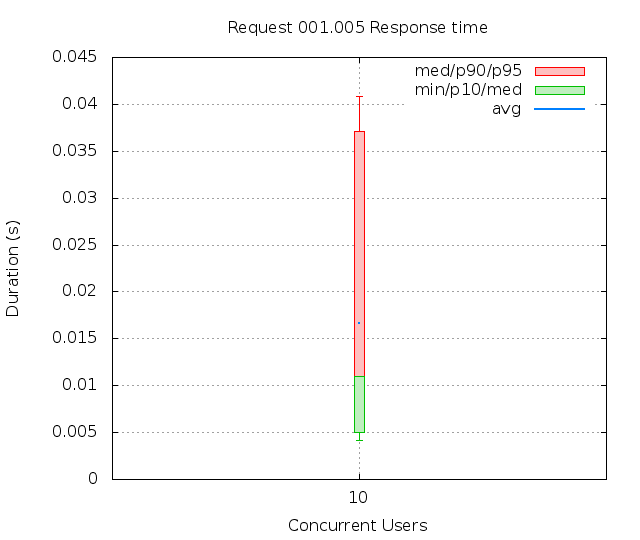 Request 001.005 Response time
0.045
0.04
0.035
0.03
0.025
0.02
0.015
0.01
0.005
0
Duration (s)
med/p90/p95
min/p10/med
avg
10
Concurrent Users